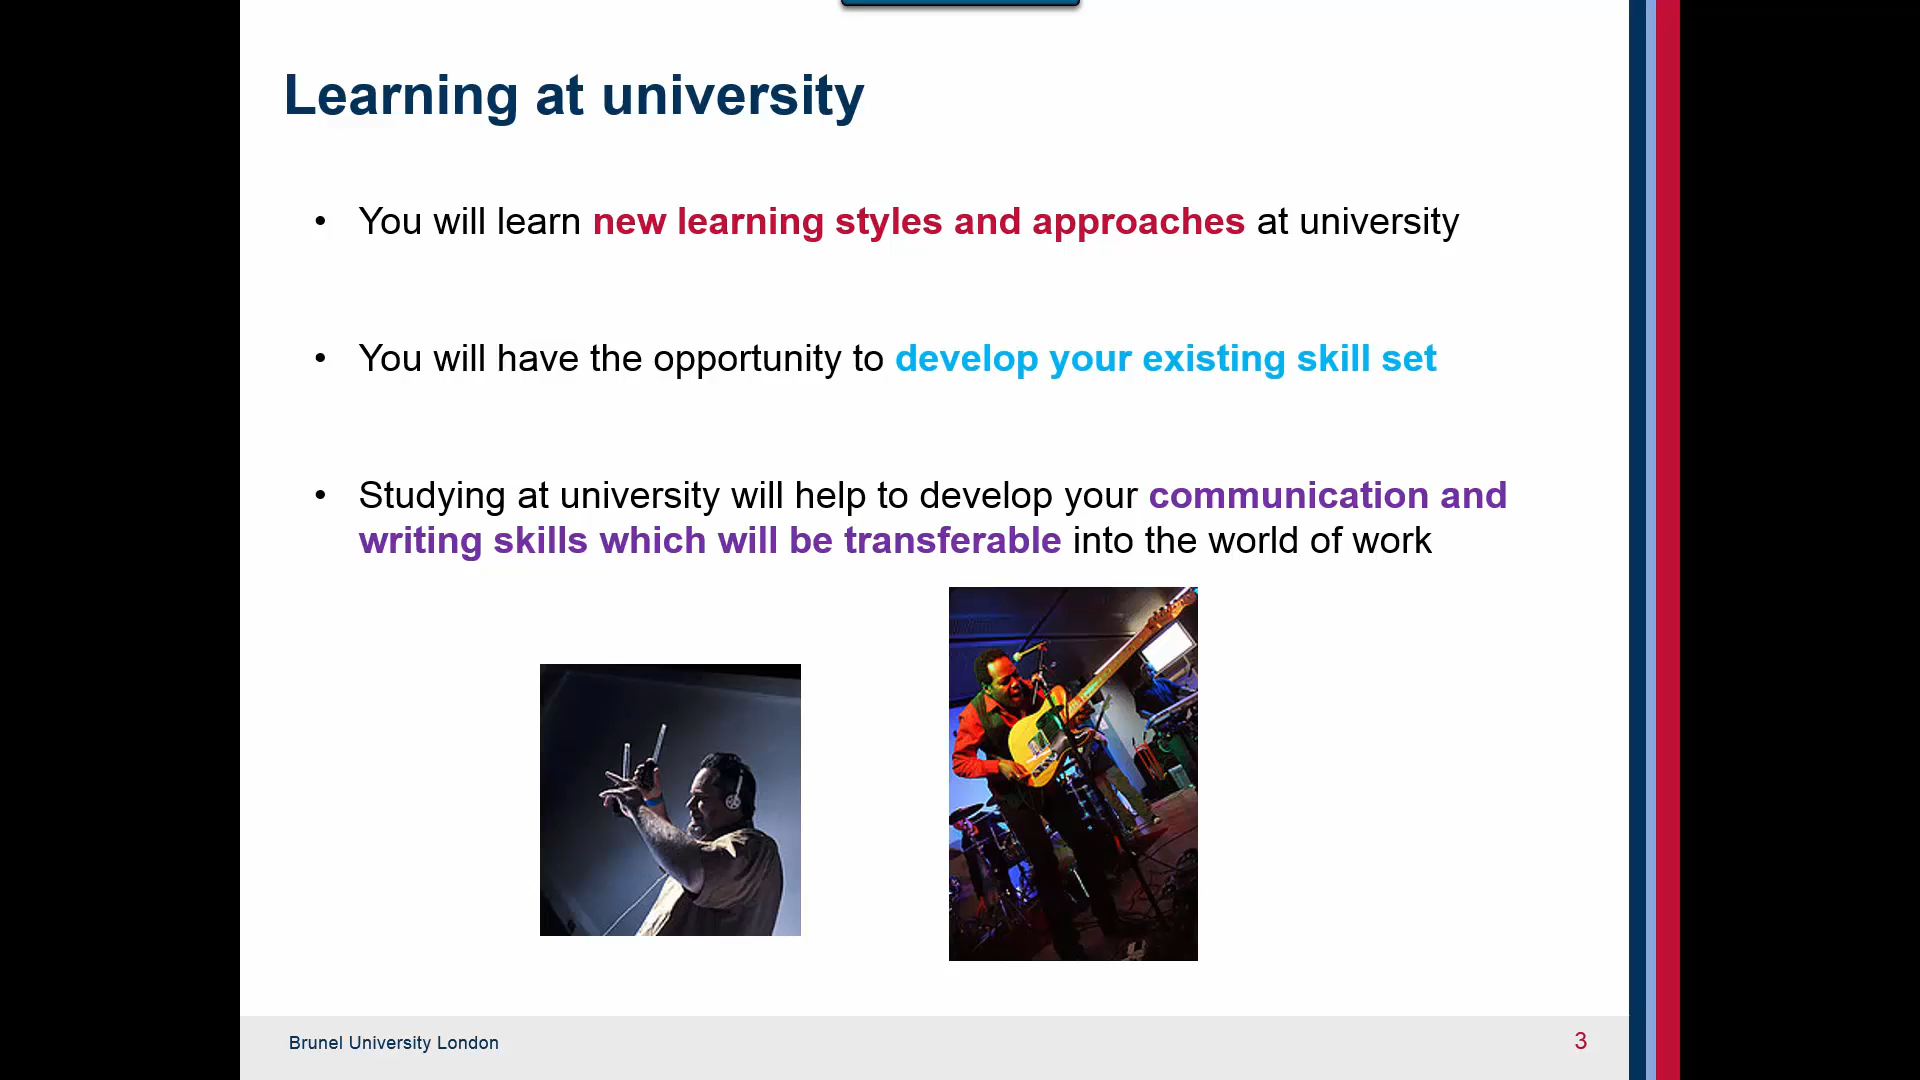 Learning at university
• You will learn new learning styles and approaches at university
• You will have the opportunity to develop your existing skill set
• Studying at university will help to develop your communication and
writing skills which will be transferable into the world of work
Brunel University London
3